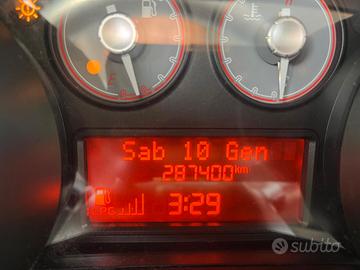 Sab 10 Gen
287400km
LPG
3:29
subito